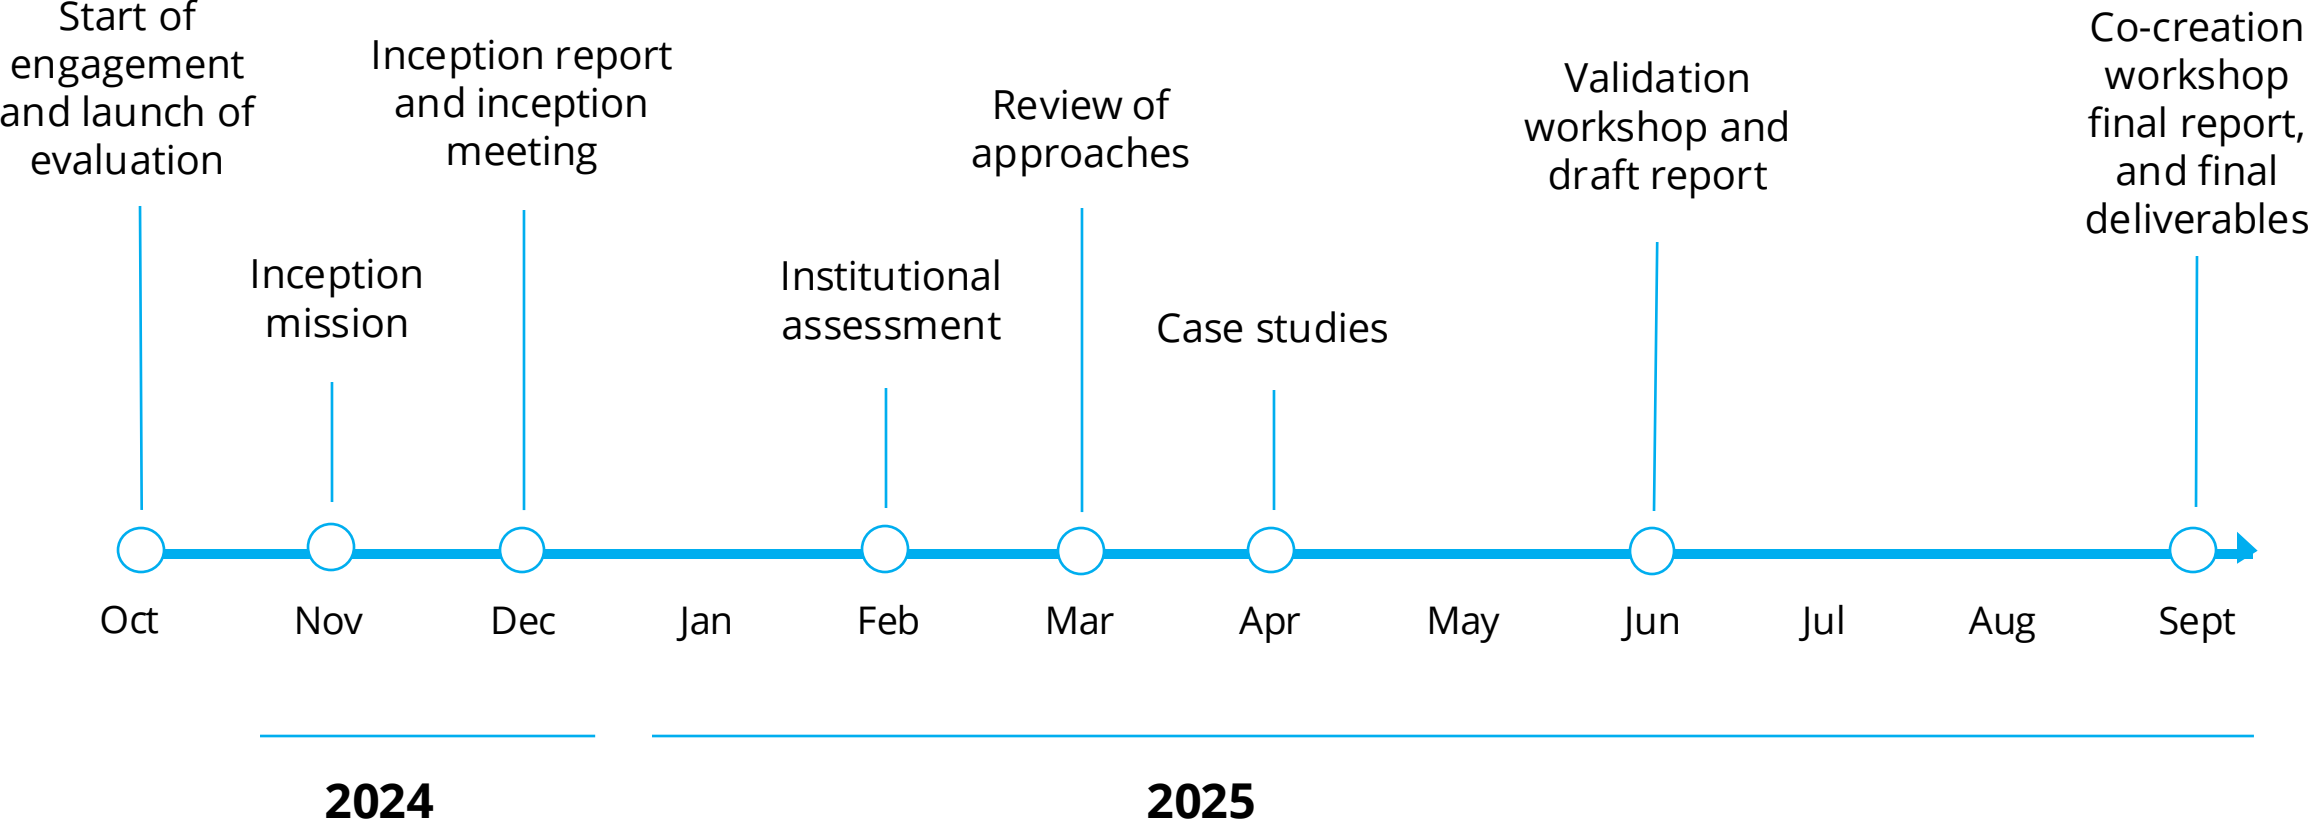 Start of
engagement
and launch of
evaluation
Inception
mission
Inception report
and inception
meeting
Institutional
assessment
Review of
approaches
Case studies
Validation
workshop and
draft report
Co-creation
workshop
final report,
and final
deliverables
Oct
Nov
Dec
Jan
Feb
Mar
Apr
May
Jun
Jul
Aug
Sept
2024
2025